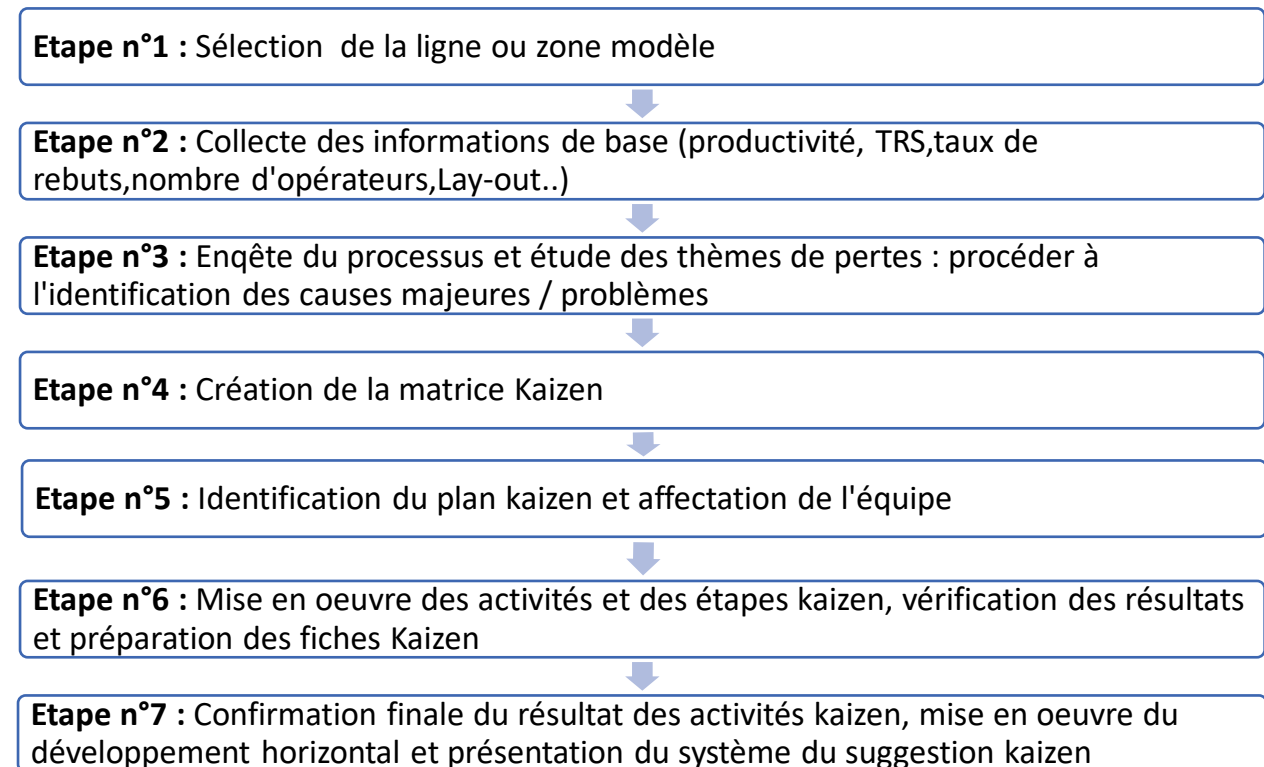 Etape n°1 : Sélection de la ligne ou zone modèle
Etape n°2 : Collecte des informations de base (productivité, TRS,taux de
rebuts,nombre d'opérateurs,Lay-out..)
Etape n°3 : Enqête du processus et étude des thèmes de pertes : procéder à
l'identification des causes majeures / problèmes
Etape n°4 : Création de la matrice Kaizen
Etape n°5 : Identification du plan kaizen et affectation de l'équipe
Etape n°6 : Mise en oeuvre des activités et des étapes kaizen, vérification des résultats
et préparation des fiches Kaizen
Etape n°7 : Confirmation finale du résultat des activités kaizen, mise en oeuvre du
développement horizontal et présentation du système du suggestion kaizen